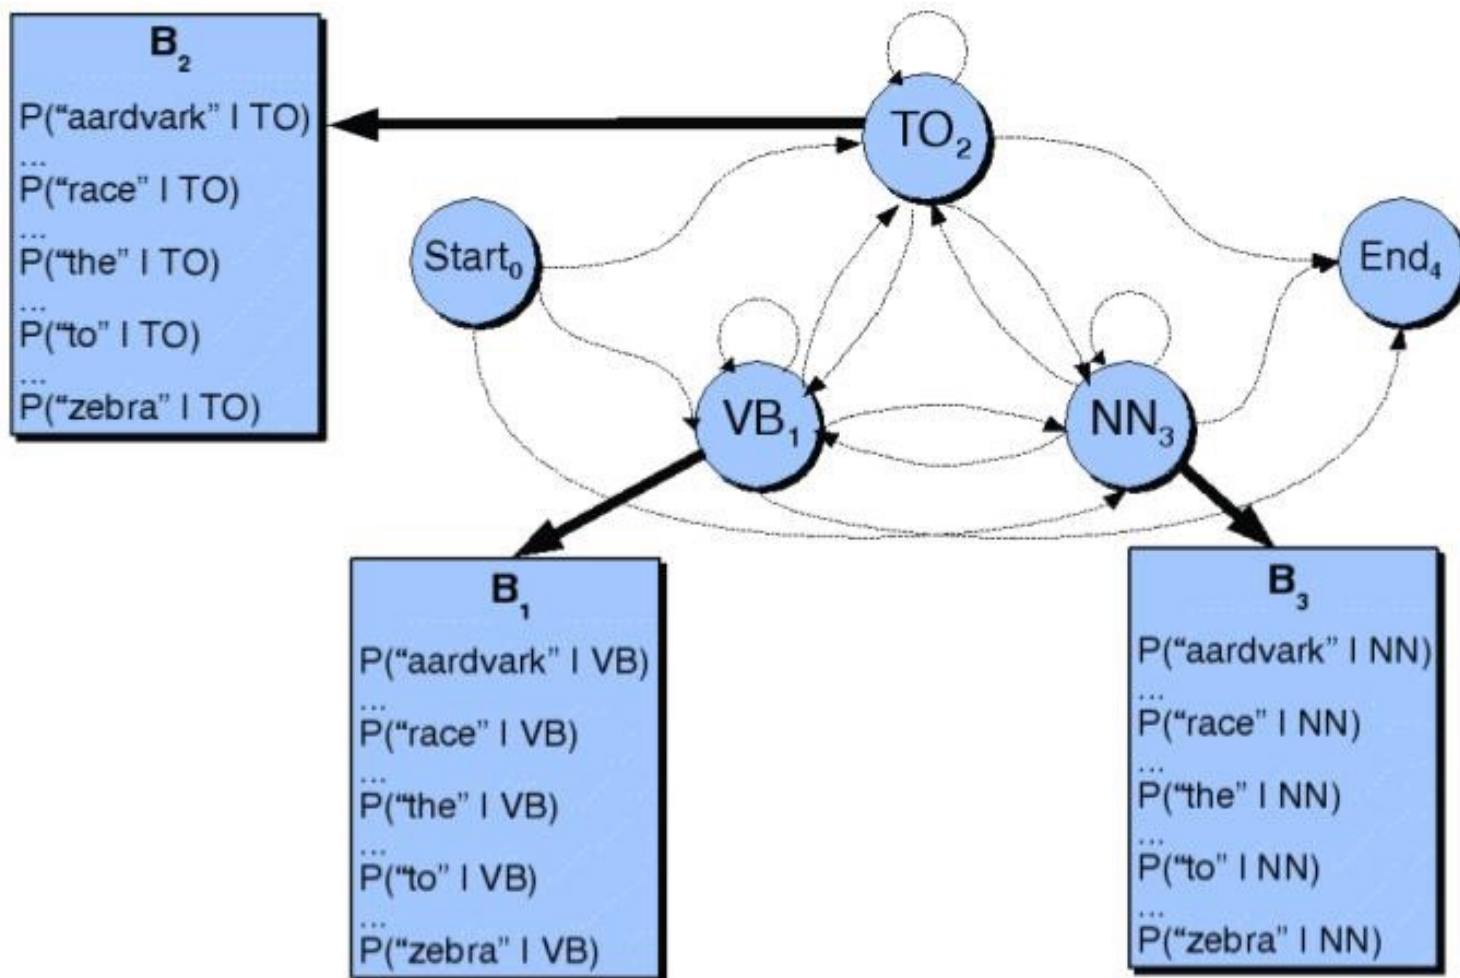 B₂
P(“aardvark” | TO)
...
P(“race” | TO)
...
P(“the” | TO)
...
P(“to” | TO)
...
P(“zebra” | TO)
TO₂
Start₀
End₄
VB₁
NN₃
B₁
P(“aardvark” | VB)
...
P(“race” | VB)
...
P(“the” | VB)
...
P(“to” | VB)
...
P(“zebra” | VB)
B₃
P(“aardvark” | NN)
...
P(“race” | NN)
...
P(“the” | NN)
...
P(“to” | NN)
...
P(“zebra” | NN)